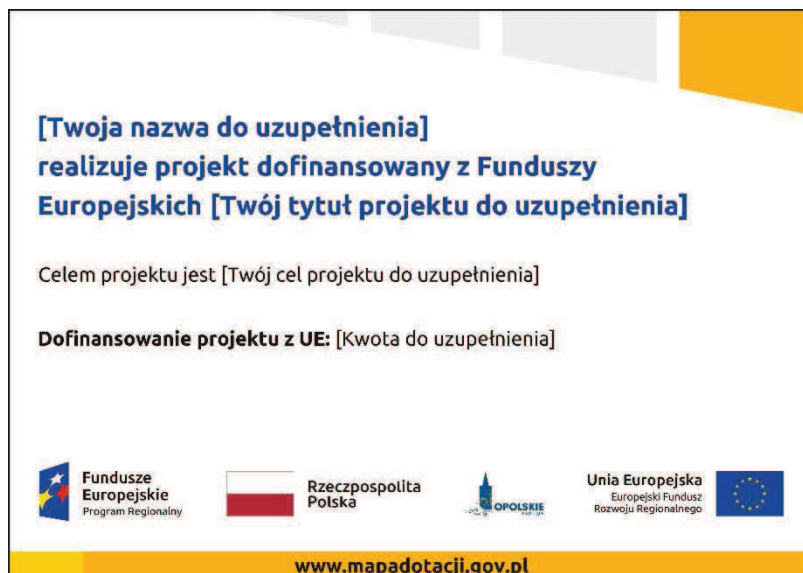 [Twoja nazwa do uzupełnienia]
realizuje projekt dofinansowany z Funduszy
Europejskich [Twój tytuł projektu do uzupełnienia]
Celem projektu jest [Twój cel projektu do uzupełnienia]
Dofinansowanie projektu z UE: [Kwota do uzupełnienia]
Fundusze
Europejskie
Program Regionalny
Rzeczpospolita
Polska
OPOLSKIE
Unia Europejska
Europejski Fundusz
Rozwoju Regionalnego
www.mapadotacji.gov.pl